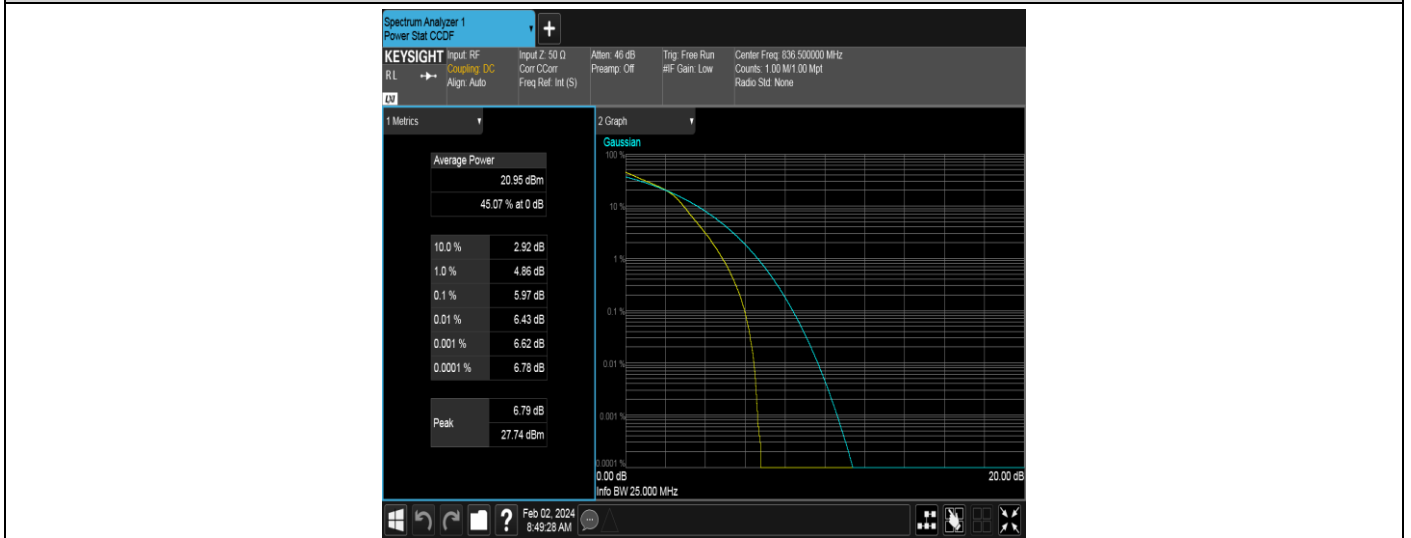 Spectrum Analyzer 1
Power Stat CCDF
+
KEYSIGHT Input: RF Input Z: 50 Ω Atten: 46 dB Trig: Free Run Center Freq: 836.500000 MHz
RL Coupling: DC Corr CCorr Preamp: Off #IF Gain: Low Counts: 1.00 M/1.00 Mpt
Align: Auto Freq Ref: Int (S) Radio Std: None
LXI
1 Metrics
Average Power
20.95 dBm
45.07 % at 0 dB
10.0 % 2.92 dB
1.0 % 4.86 dB
0.1 % 5.97 dB
0.01 % 6.43 dB
0.001 % 6.62 dB
0.0001 % 6.78 dB
Peak 6.79 dB
27.74 dBm
2 Graph
Gaussian
100 %
10 %
1 %
0.1 %
0.01 %
0.001 %
0.0001 %
0.00 dB 20.00 dB
Info BW 25.000 MHz
? Feb 02, 2024
8:49:28 AM